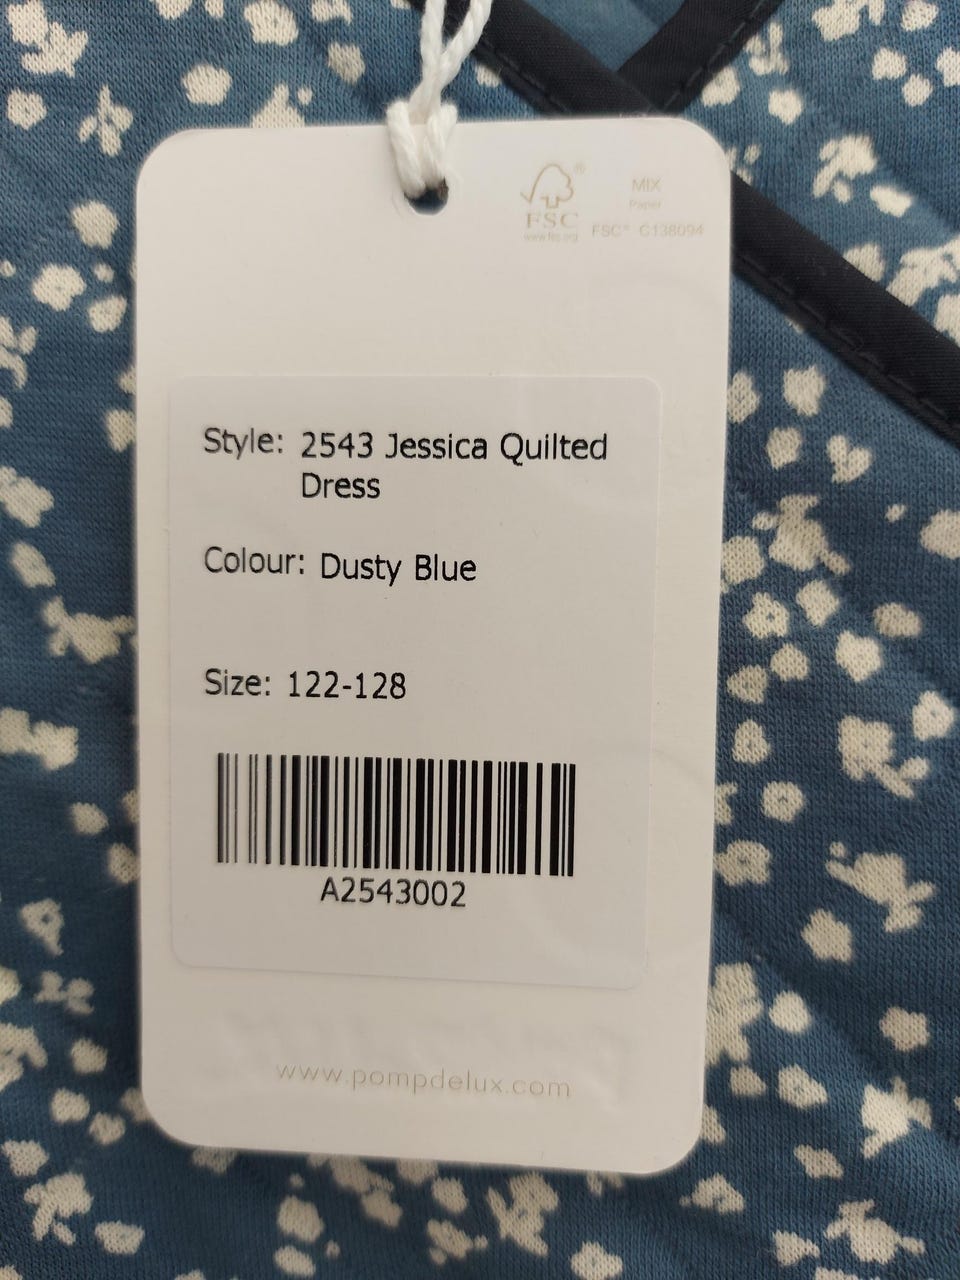 FSC
®
www.fsc.org
MIX
Paper
FSC® C138094
Style: 2543 Jessica Quilted
Dress
Colour: Dusty Blue
Size: 122-128
A2543002
www.pompdelux.com